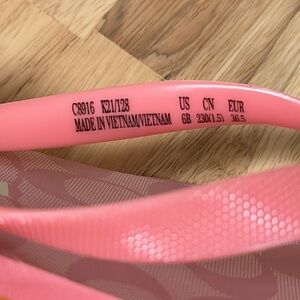 C8916 K21/128 US CN EUR
MADE IN VIETNAM/VIETNAM 6B 230(1.5) 36.5